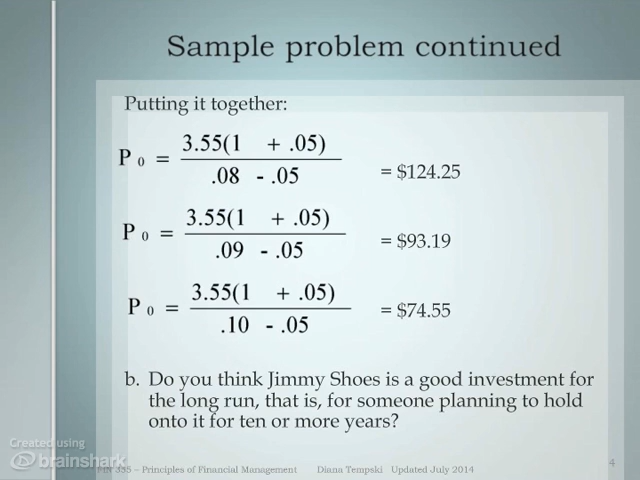 Sample problem continued
Putting it together:
P 0 = 3.55(1 + .05) / .08 - .05 = $124.25
P 0 = 3.55(1 + .05) / .09 - .05 = $93.19
P 0 = 3.55(1 + .05) / .10 - .05 = $74.55
b. Do you think Jimmy Shoes is a good investment for
the long run, that is, for someone planning to hold
onto it for ten or more years?
Created using
brainshark
FIN 335 – Principles of Financial Management Diana Tempski Updated July 2014
4